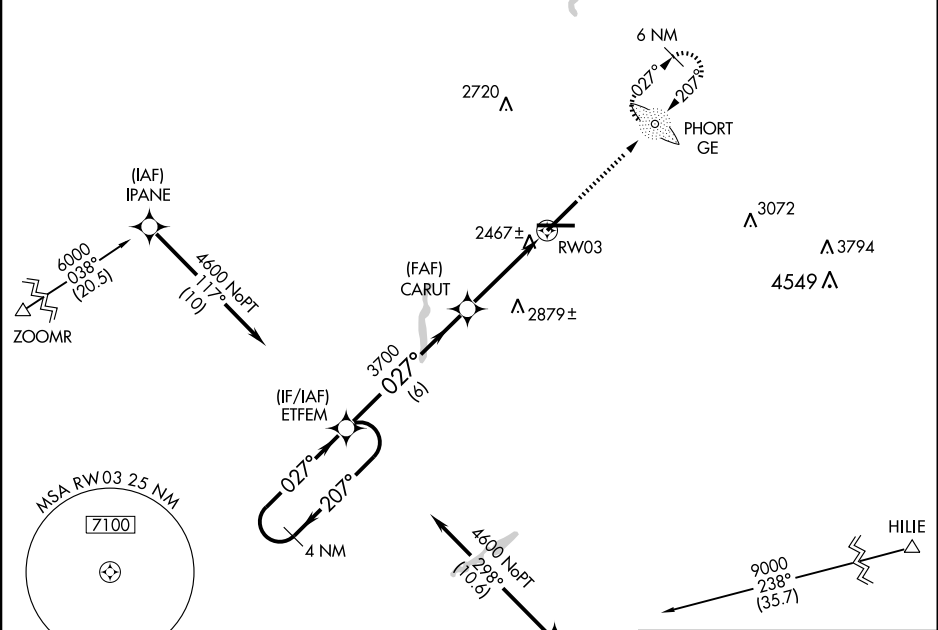 6 NM
027°
207°
PHORT
GE
2720
(IAF)
IPANE
6000
038°
(20.5)
ZOOMR
4600 NoPT
117°
(10)
2467±
RW03
3072
3794
4549
(FAF)
CARUT
2879±
3700
027°
(6)
(IF/IAF)
ETFEM
027°
207°
4 NM
MSA RW03 25 NM
7100
4600 NoPT
298°
(10.6)
HILIE
9000
238°
(35.7)